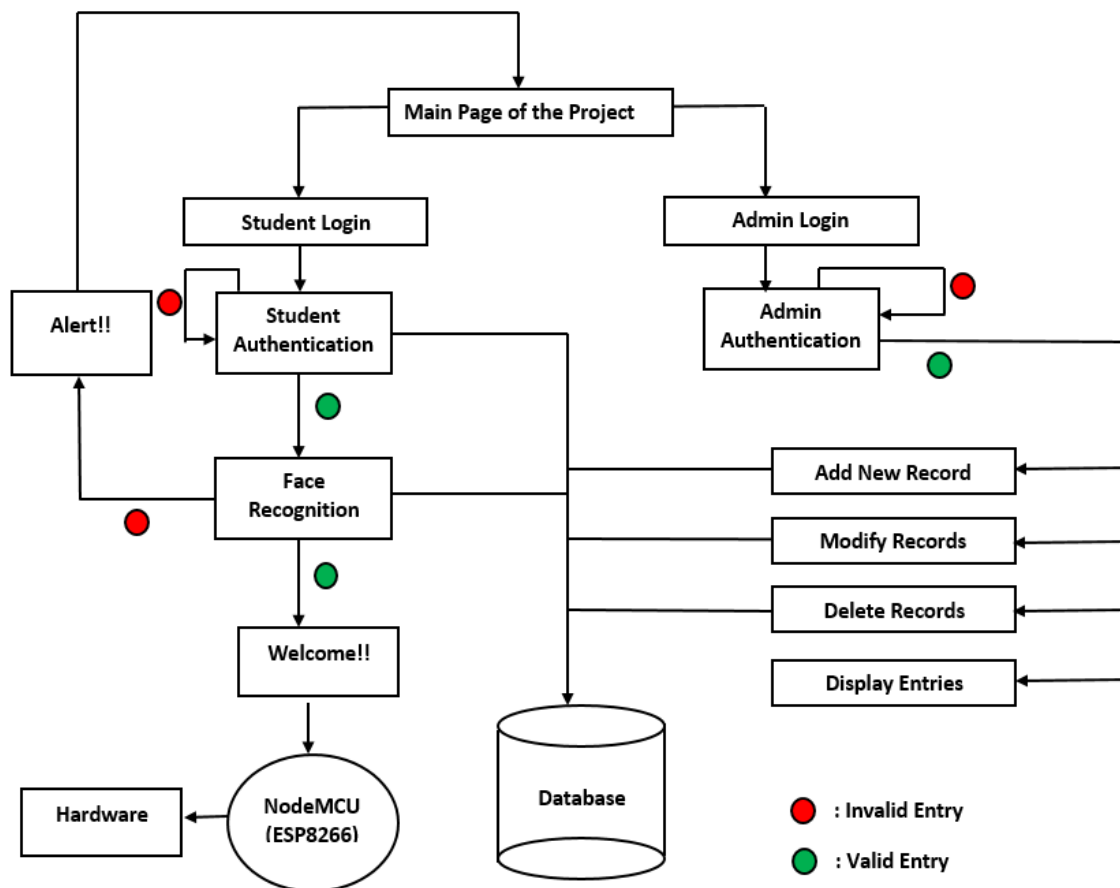 Main Page of the Project
Student Login
Admin Login
Alert!!
Student
Authentication
Admin
Authentication
Face
Recognition
Add New Record
Modify Records
Delete Records
Welcome!!
Display Entries
Hardware
NodeMCU
(ESP8266)
Database
: Invalid Entry
: Valid Entry